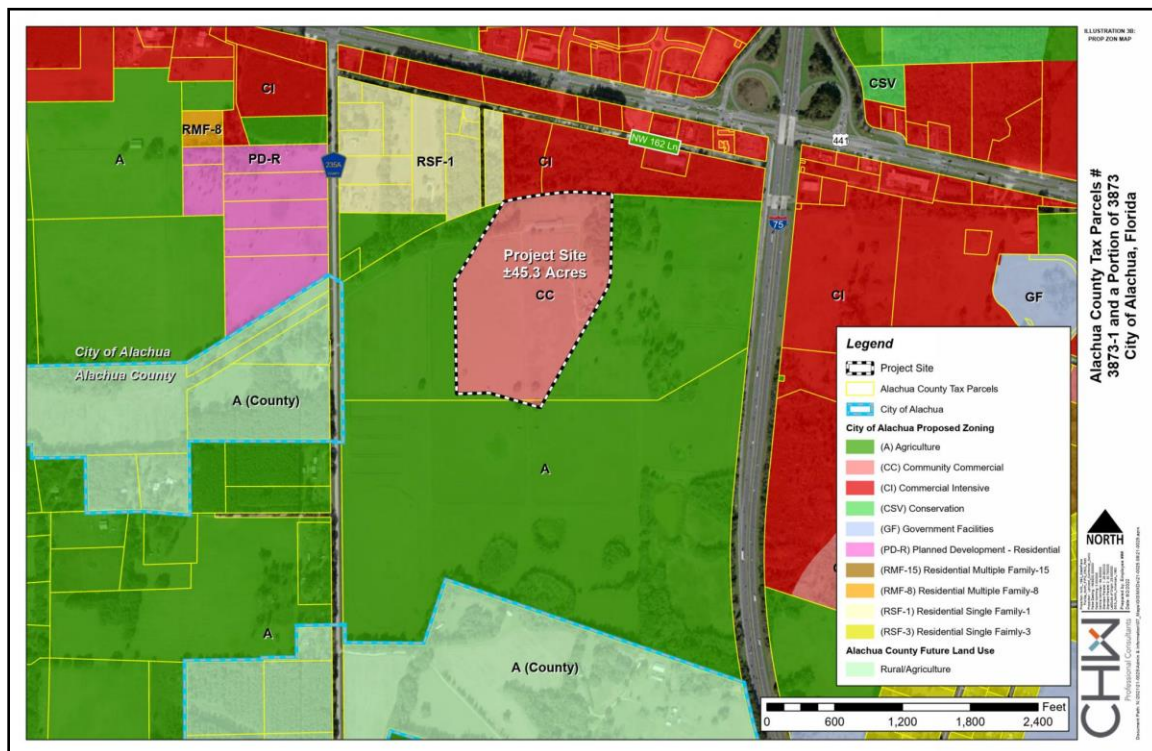 ILLUSTRATION 3B:
PROP ZON MAP
Alachua County Tax Parcels #
3873-1 and a Portion of 3873
City of Alachua, Florida
CI
CSV
RMF-8
A
PD-R
235A
RSF-1
CI
NW 162 Ln
441
75
Project Site
±45.3 Acres
CC
CI
GF
City of Alachua
Alachua County
A (County)
A
A
A (County)
Legend
Project Site
Alachua County Tax Parcels
City of Alachua
City of Alachua Proposed Zoning
(A) Agriculture
(CC) Community Commercial
(CI) Commercial Intensive
(CSV) Conservation
(GF) Government Facilities
(PD-R) Planned Development - Residential
(RMF-15) Residential Multiple Family-15
(RMF-8) Residential Multiple Family-8
(RSF-1) Residential Single Family-1
(RSF-3) Residential Single Family-3
Alachua County Future Land Use
Rural/Agriculture
Feet
0 600 1,200 1,800 2,400
NORTH
CHW
Professional Consultants